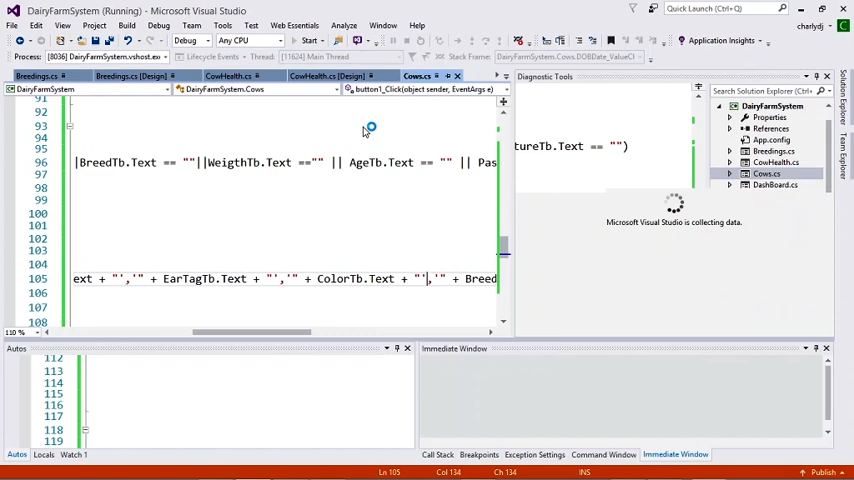 DairyFarmSystem (Running) - Microsoft Visual Studio
Quick Launch (Ctrl+Q)
File Edit View Project Build Debug Team Tools Test Web Essentials Analyze Window Help
charlydj
Debug Any CPU Start Application Insights
Process: [8036] DairyFarmSystem.vshost.ex Lifecycle Events Thread: [11624] Main Thread Stack Frame: DairyFarmSystem.Cows.DOBDate_ValueCl
Breedings.cs Breedings.cs [Design] CowHealth.cs CowHealth.cs [Design] Cows.cs
DairyFarmSystem DairyFarmSystem.Cows button1_Click(object sender, EventArgs e)
Diagnostic Tools
Solution Explorer
Search Solution Explorer
DairyFarmSystem
Properties
References
App.config
Breedings.cs
CowHealth.cs
Cows.cs
DashBoard.cs
91
92
93
94
95
96 |BreedTb.Text == ""||WeigthTb.Text =="" || AgeTb.Text == "" || Pas
97
98
99
100
101
102
103
104
105 ext + "','" + EarTagTb.Text + "','" + ColorTb.Text + "','" + Breed
106
107
108
tureTb.Text == "")
Microsoft Visual Studio is collecting data.
110 %
Autos
112
113
114
115
116
117
118
119
Immediate Window
Autos Locals Watch 1
Call Stack Breakpoints Exception Settings Command Window Immediate Window
Ln 105 Col 134 Ch 134 INS Publish